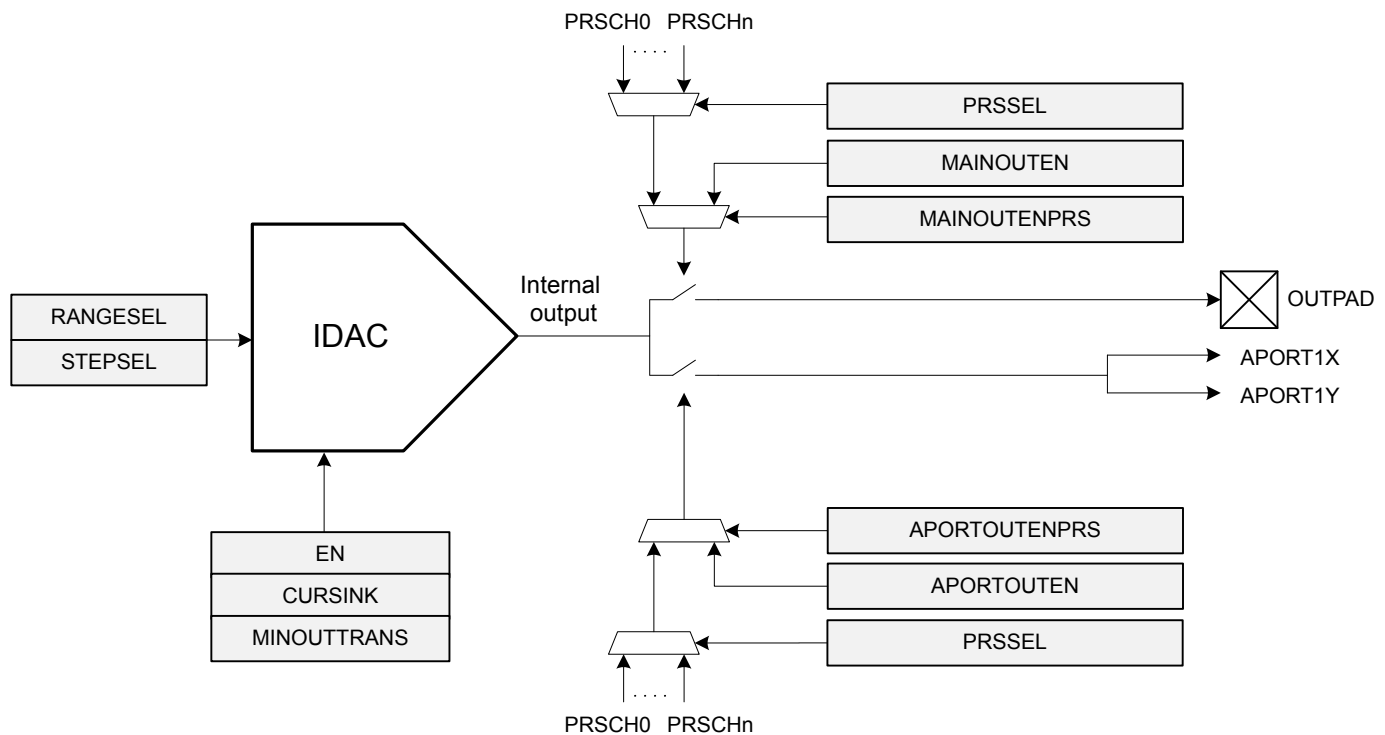 PRSCH0 PRSCHn
. . . .
PRSSEL
MAINOUTEN
MAINOUTENPRS
Internal
output
RANGESEL
STEPSEL
IDAC
OUTPAD
APORT1X
APORT1Y
EN
CURSINK
MINOUTTRANS
APORTOUTENPRS
APORTOUTEN
PRSSEL
. . . .
PRSCH0 PRSCHn